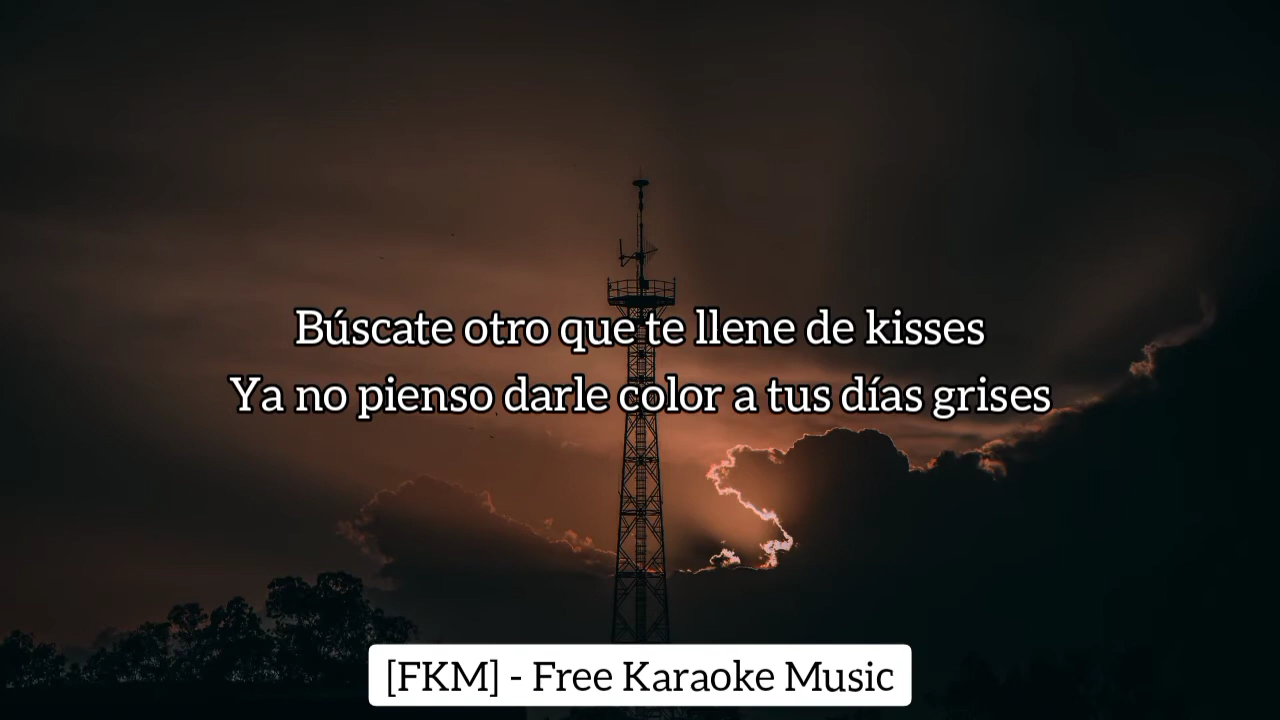 Búscate otro que te llene de kisses
Ya no pienso darle color a tus días grises
[FKM] - Free Karaoke Music